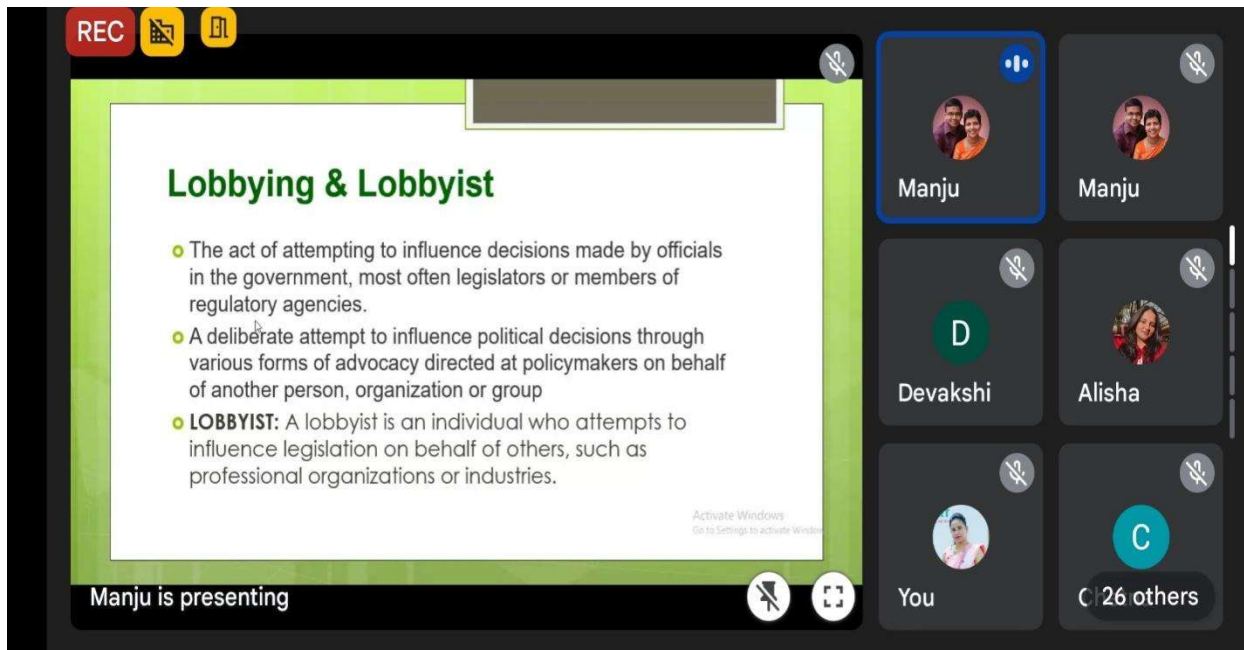 REC
Lobbying & Lobbyist
The act of attempting to influence decisions made by officials
in the government, most often legislators or members of
regulatory agencies.
A deliberate attempt to influence political decisions through
various forms of advocacy directed at policymakers on behalf
of another person, organization or group
LOBBYIST: A lobbyist is an individual who attempts to
influence legislation on behalf of others, such as
professional organizations or industries.
Activate Windows
Go to Settings to activate Window
Manju is presenting
Manju
Manju
D
Devakshi
Alisha
You
C
26 others